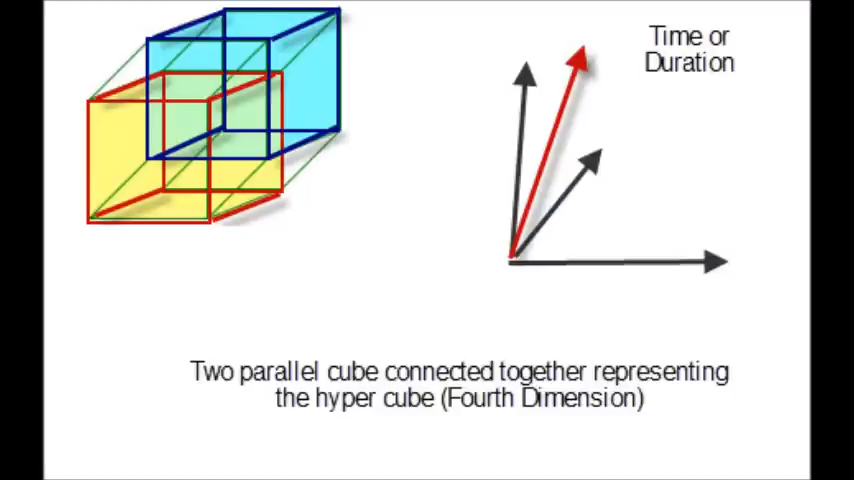 Time or
Duration
Two parallel cube connected together representing
the hyper cube (Fourth Dimension)